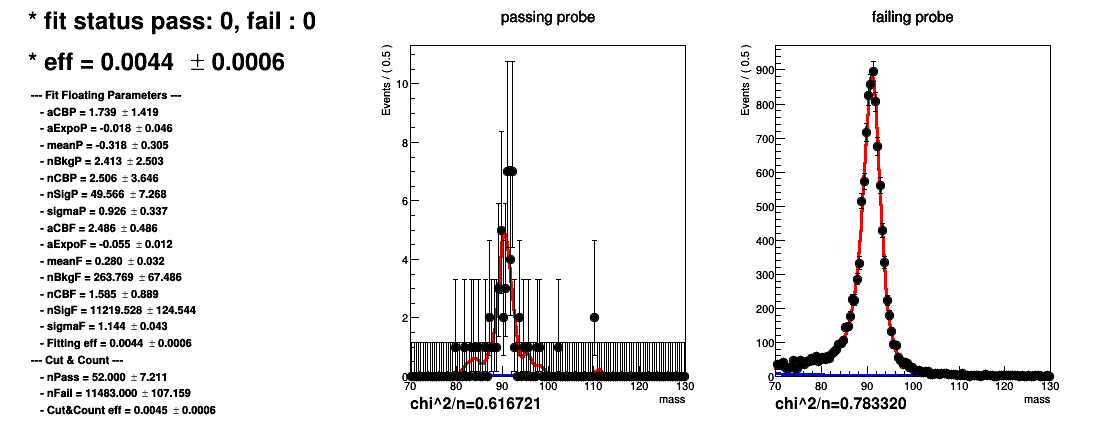 * fit status pass: 0, fail : 0
* eff = 0.0044 ± 0.0006
--- Fit Floating Parameters ---
- aCBP = 1.739 ± 1.419
- aExpoP = -0.018 ± 0.046
- meanP = -0.318 ± 0.305
- nBkgP = 2.413 ± 2.503
- nCBP = 2.506 ± 3.646
- nSigP = 49.566 ± 7.268
- sigmaP = 0.926 ± 0.337
- aCBF = 2.486 ± 0.486
- aExpoF = -0.055 ± 0.012
- meanF = 0.280 ± 0.032
- nBkgF = 263.769 ± 67.486
- nCBF = 1.585 ± 0.889
- nSigF = 11219.528 ± 124.544
- sigmaF = 1.144 ± 0.043
- Fitting eff = 0.0044 ± 0.0006
--- Cut & Count ---
- nPass = 52.000 ± 7.211
- nFail = 11483.000 ± 107.159
- Cut&Count eff = 0.0045 ± 0.0006
passing probe
Events / ( 0.5 )
10
8
6
4
2
0
70 80 90 100 110 120 130
mass
chi^2/n=0.616721
failing probe
Events / ( 0.5 )
900
800
700
600
500
400
300
200
100
0
70 80 90 100 110 120 130
mass
chi^2/n=0.783320